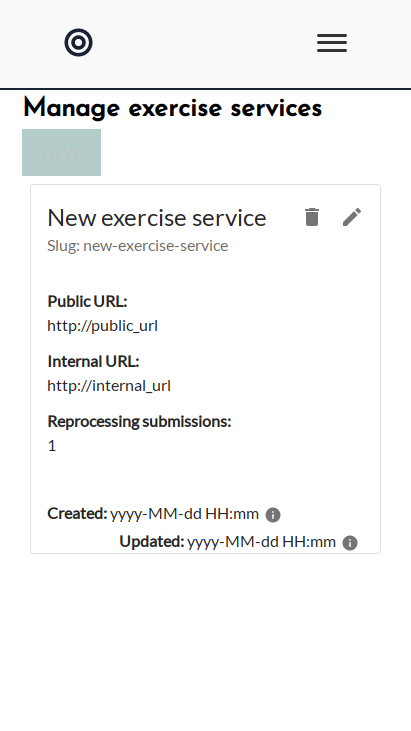 Manage exercise services
NEW
New exercise service
Slug: new-exercise-service
Public URL:
http://public_url
Internal URL:
http://internal_url
Reprocessing submissions:
1
Created: yyyy-MM-dd HH:mm
Updated: yyyy-MM-dd HH:mm